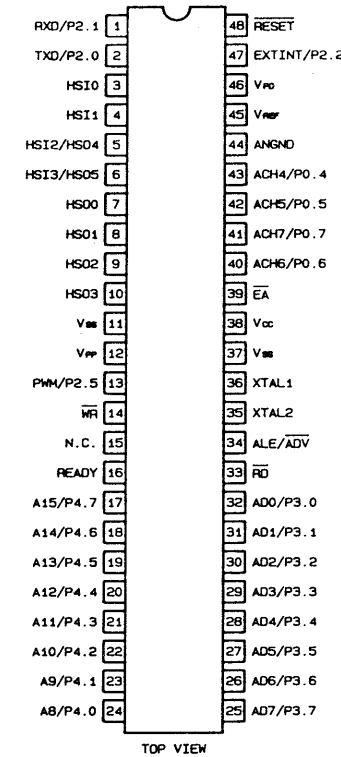 RXD/P2.1 1 48 RESET
TXD/P2.0 2 47 EXTINT/P2.2
HSI0 3 46 VPD
HSI1 4 45 VREF
HSI2/HSO4 5 44 ANGND
HSI3/HSO5 6 43 ACH4/P0.4
HSO0 7 42 ACH5/P0.5
HSO1 8 41 ACH7/P0.7
HSO2 9 40 ACH6/P0.6
HSO3 10 39 EA
VSS 11 38 VCC
VPP 12 37 VSS
PWM/P2.5 13 36 XTAL1
WR 14 35 XTAL2
N.C. 15 34 ALE/ADV
READY 16 33 RD
A15/P4.7 17 32 AD0/P3.0
A14/P4.6 18 31 AD1/P3.1
A13/P4.5 19 30 AD2/P3.2
A12/P4.4 20 29 AD3/P3.3
A11/P4.3 21 28 AD4/P3.4
A10/P4.2 22 27 AD5/P3.5
A9/P4.1 23 26 AD6/P3.6
A8/P4.0 24 25 AD7/P3.7
TOP VIEW